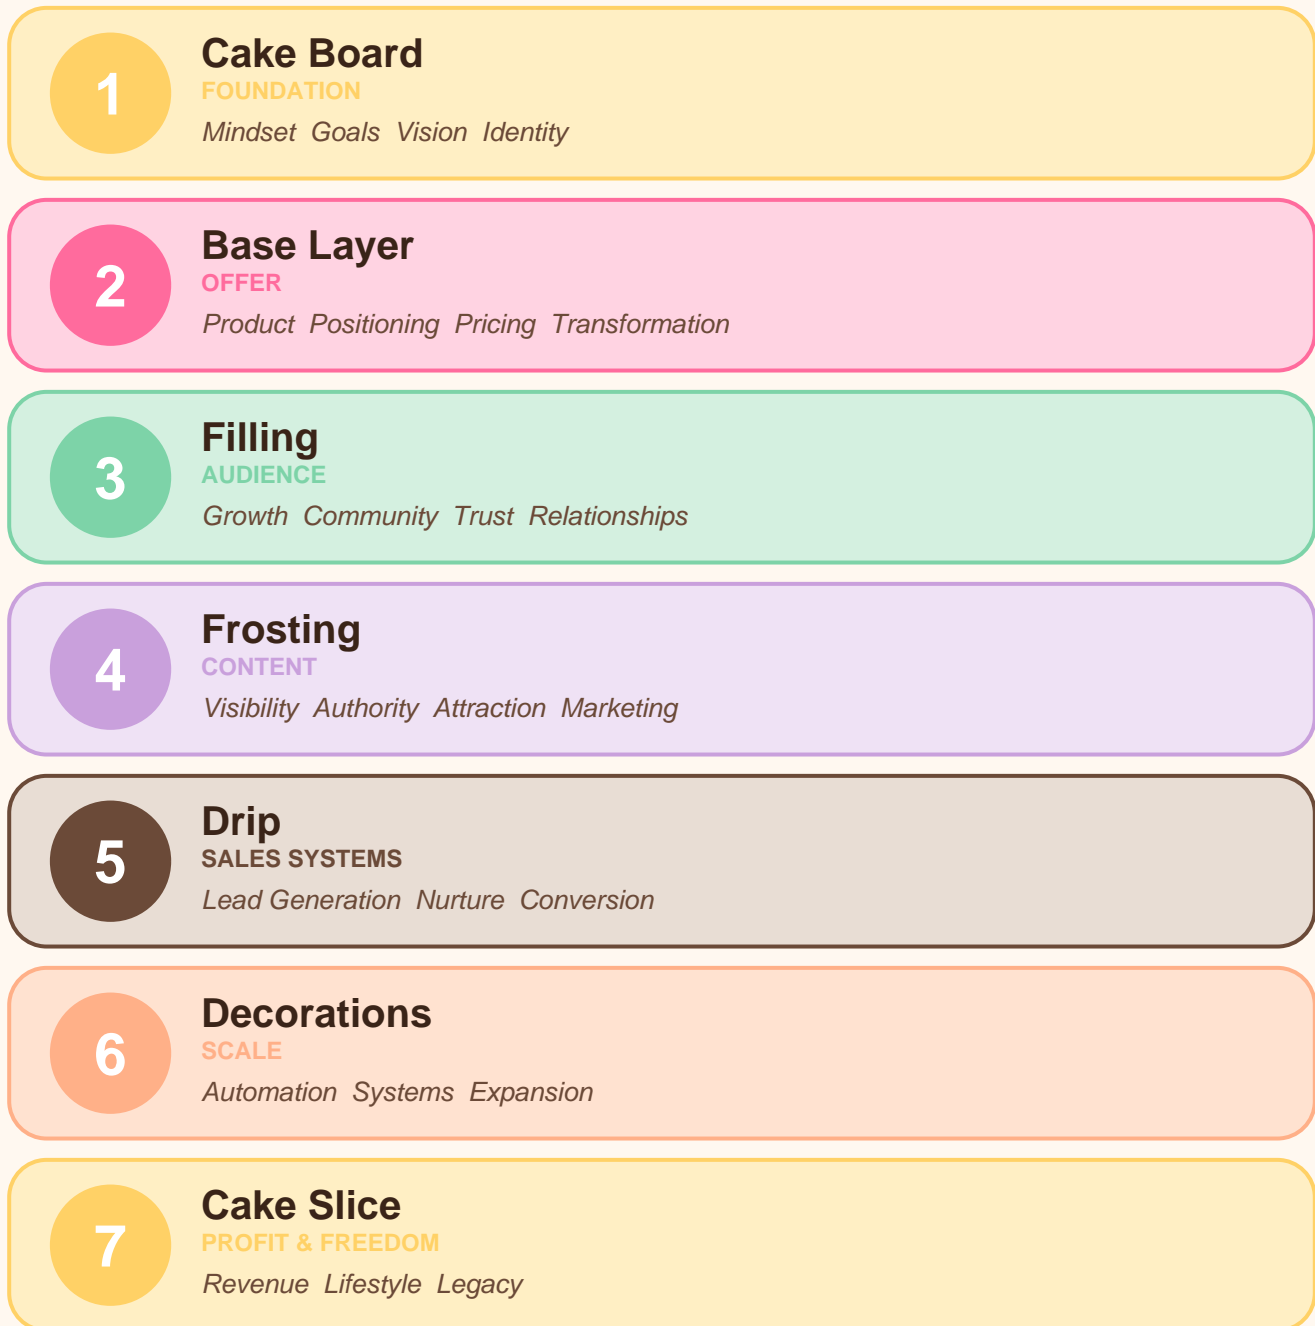 1
Cake Board
FOUNDATION
Mindset Goals Vision Identity
2
Base Layer
OFFER
Product Positioning Pricing Transformation
3
Filling
AUDIENCE
Growth Community Trust Relationships
4
Frosting
CONTENT
Visibility Authority Attraction Marketing
5
Drip
SALES SYSTEMS
Lead Generation Nurture Conversion
6
Decorations
SCALE
Automation Systems Expansion
7
Cake Slice
PROFIT & FREEDOM
Revenue Lifestyle Legacy